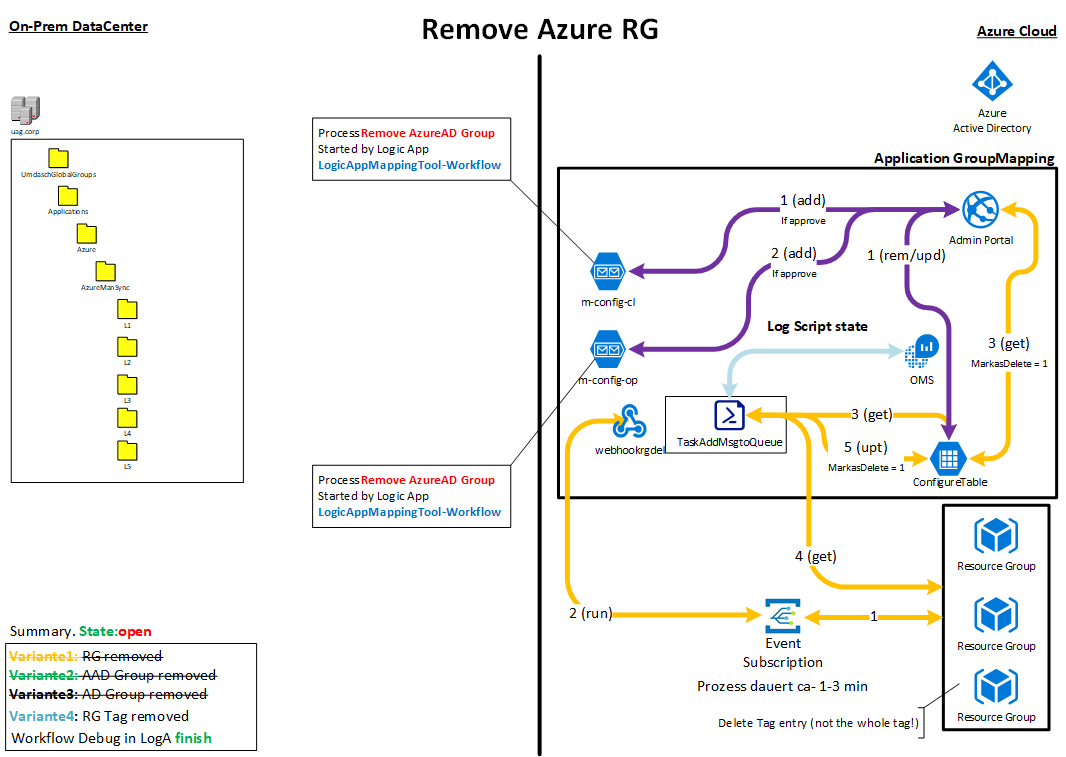 On-Prem DataCenter
Remove Azure RG
Azure Cloud
uag.corp
UmdaschGlobalGroups
Applications
Azure
AzureManSync
L1
L2
L3
L4
L5
Process Remove AzureAD Group
Started by Logic App
LogicAppMappingTool-Workflow
Azure
Active Directory
Application GroupMapping
1 (add)
If approve
2 (add)
If approve
1 (rem/upd)
Admin Portal
m-config-cl
m-config-op
Log Script state
OMS
3 (get)
MarkasDelete = 1
webhookrgdel
TaskAddMsgtoQueue
3 (get)
5 (upt)
MarkasDelete = 1
ConfigureTable
Process Remove AzureAD Group
Started by Logic App
LogicAppMappingTool-Workflow
4 (get)
2 (run)
1
Event
Subscription
Prozess dauert ca- 1-3 min
Resource Group
Resource Group
Resource Group
Delete Tag entry (not the whole tag!)
Summary. State:open
Variante1: RG removed
Variante2: AAD Group removed
Variante3: AD Group removed
Variante4: RG Tag removed
Workflow Debug in LogA finish